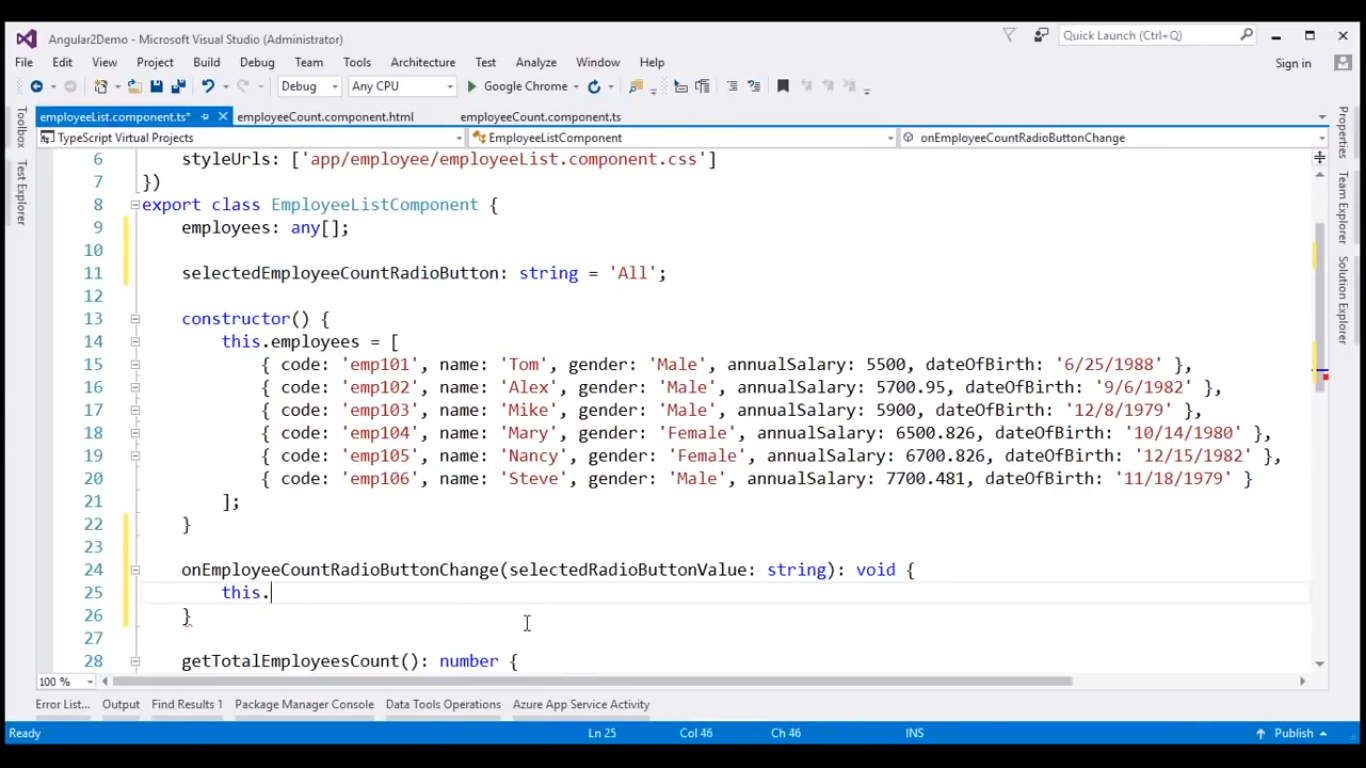 Angular2Demo - Microsoft Visual Studio (Administrator)
Quick Launch (Ctrl+Q)
File Edit View Project Build Debug Team Tools Architecture Test Analyze Window Help
Sign in
Debug Any CPU Google Chrome
employeeList.component.ts* employeeCount.component.html employeeCount.component.ts
TypeScript Virtual Projects EmployeeListComponent onEmployeeCountRadioButtonChange
Toolbox
Test Explorer
6 styleUrls: ['app/employee/employeeList.component.css']
7 })
8 export class EmployeeListComponent {
9 employees: any[];
10
11 selectedEmployeeCountRadioButton: string = 'All';
12
13 constructor() {
14 this.employees = [
15 { code: 'emp101', name: 'Tom', gender: 'Male', annualSalary: 5500, dateOfBirth: '6/25/1988' },
16 { code: 'emp102', name: 'Alex', gender: 'Male', annualSalary: 5700.95, dateOfBirth: '9/6/1982' },
17 { code: 'emp103', name: 'Mike', gender: 'Male', annualSalary: 5900, dateOfBirth: '12/8/1979' },
18 { code: 'emp104', name: 'Mary', gender: 'Female', annualSalary: 6500.826, dateOfBirth: '10/14/1980' },
19 { code: 'emp105', name: 'Nancy', gender: 'Female', annualSalary: 6700.826, dateOfBirth: '12/15/1982' },
20 { code: 'emp106', name: 'Steve', gender: 'Male', annualSalary: 7700.481, dateOfBirth: '11/18/1979' }
21 ];
22 }
23
24 onEmployeeCountRadioButtonChange(selectedRadioButtonValue: string): void {
25 this.
26 }
27
28 getTotalEmployeesCount(): number {
Properties
Team Explorer
Solution Explorer
100 %
Error List... Output Find Results 1 Package Manager Console Data Tools Operations Azure App Service Activity
Ready Ln 25 Col 46 Ch 46 INS Publish